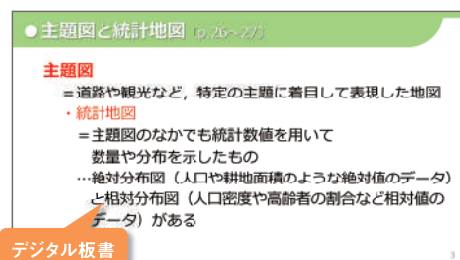 ●主題図と統計地図 (p.26~27)
主題図
＝道路や観光など，特定の主題に着目して表現した地図
・統計地図
＝主題図のなかでも統計数値を用いて
数量や分布を示したもの
…絶対分布図（人口や耕地面積のような絶対値のデータ）
と相対分布図（人口密度や高齢者の割合など相対値の
データ）がある
デジタル板書
3